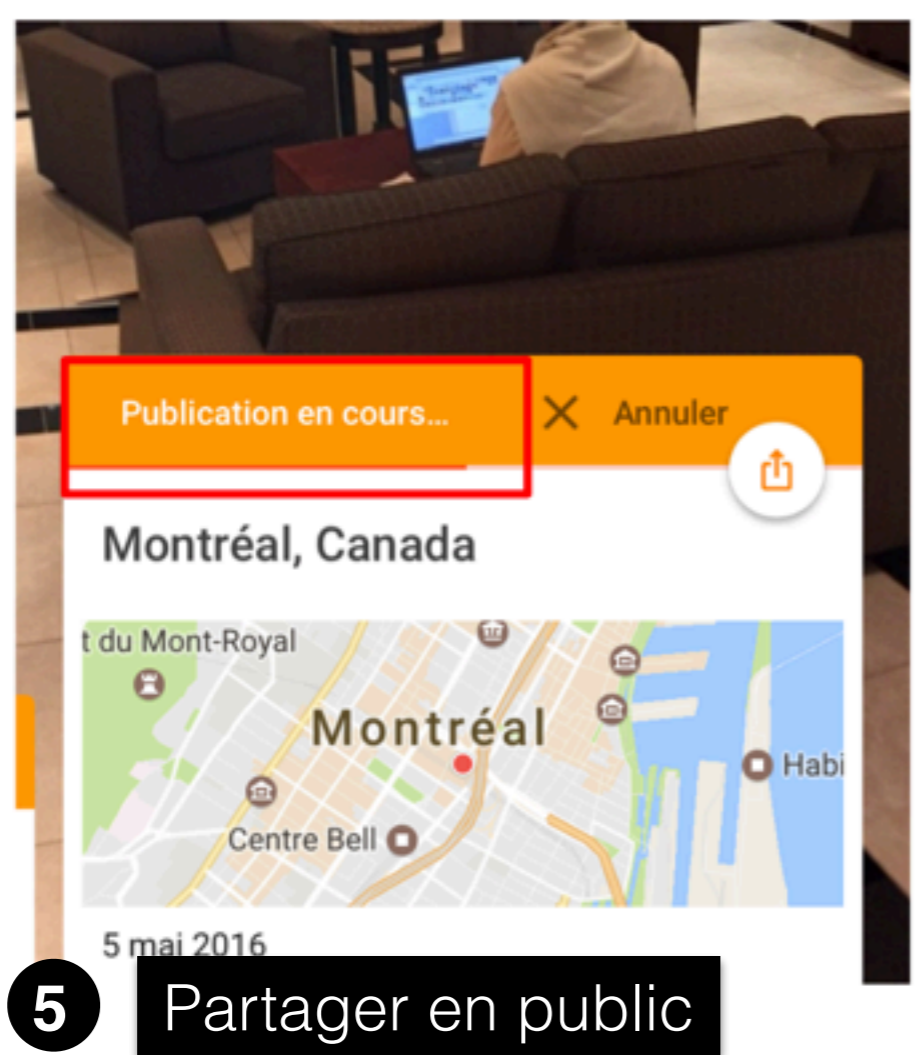 Publication en cours...
Annuler
Montréal, Canada
t du Mont-Royal
Montréal
Habi
Centre Bell
5 mai 2016
5
Partager en public